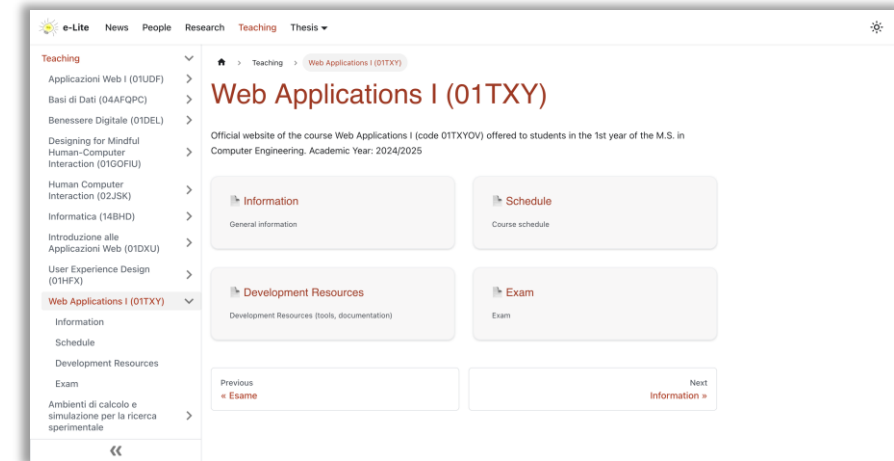 e-Lite News People Research Teaching Thesis
Teaching
Applicazioni Web I (01UDF)
Basi di Dati (04AFQPC)
Benessere Digitale (01DEL)
Designing for Mindful
Human-Computer
Interaction (01GOFIU)
Human Computer
Interaction (02JSK)
Informatica (14BHD)
Introduzione alle
Applicazioni Web (01DXU)
User Experience Design
(01HFX)
Web Applications I (01TXY)
Information
Schedule
Development Resources
Exam
Ambienti di calcolo e
simulazione per la ricerca
sperimentale
«
> Teaching > Web Applications I (01TXY)
Web Applications I (01TXY)
Official website of the course Web Applications I (code 01TXYOV) offered to students in the 1st year of the M.S. in
Computer Engineering. Academic Year: 2024/2025
Information
General information
Schedule
Course schedule
Development Resources
Development Resources (tools, documentation)
Exam
Exam
Previous
« Esame
Next
Information »